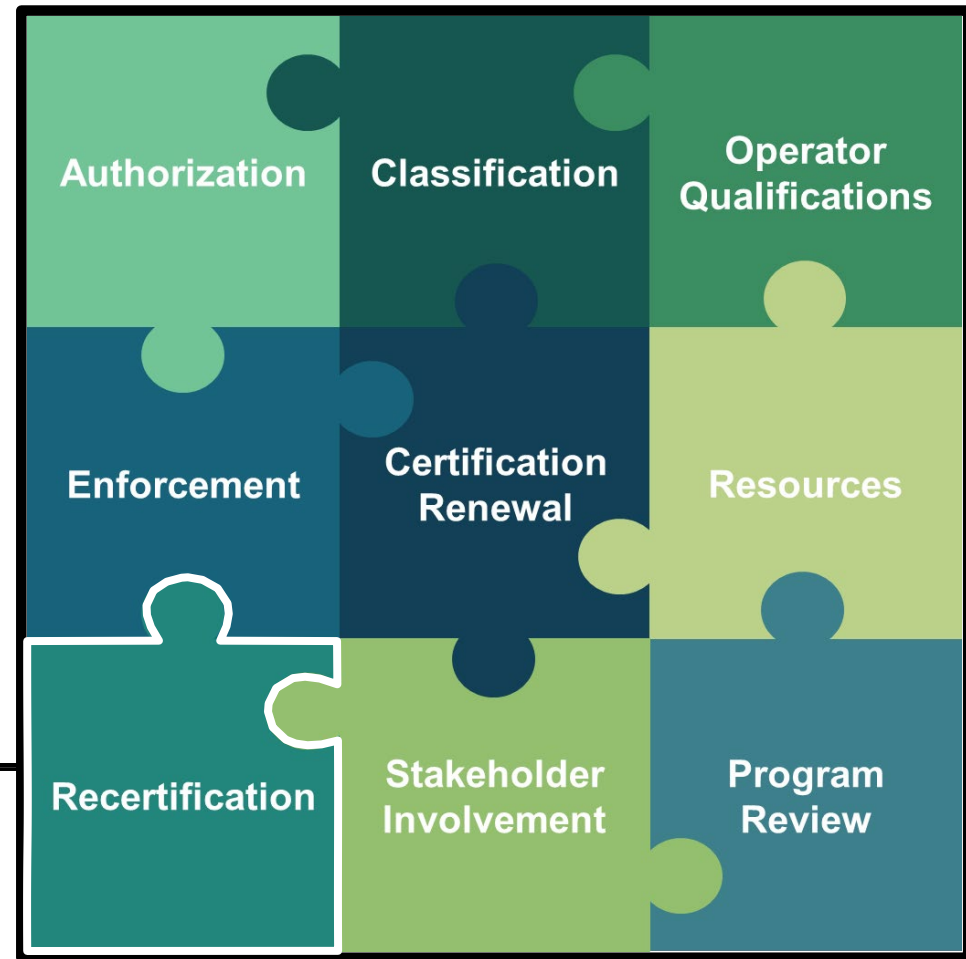 Authorization
Classification
Operator
Qualifications
Enforcement
Certification
Renewal
Resources
Recertification
Stakeholder
Involvement
Program
Review